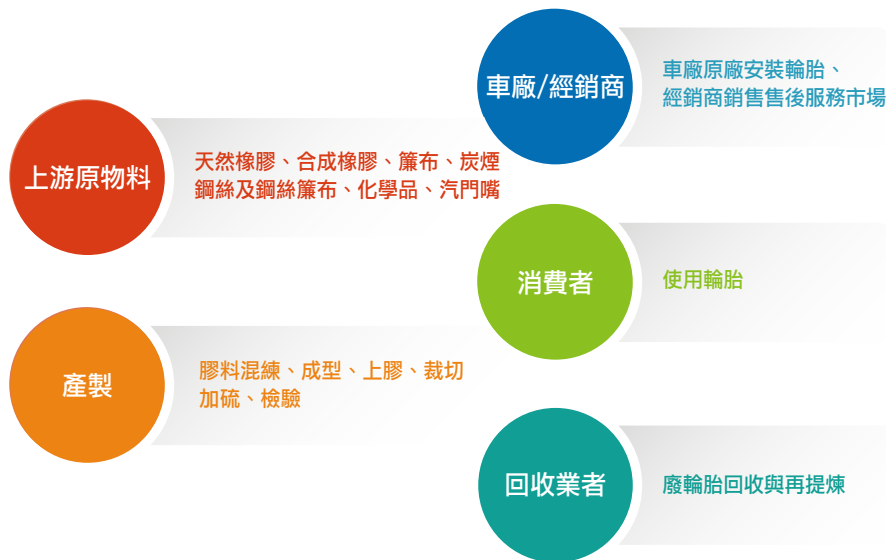 上游原物料
天然橡膠、合成橡膠、簾布、炭煙
鋼絲及鋼絲簾布、化學品、汽門嘴
產製
膠料混練、成型、上膠、裁切
加硫、檢驗
車廠/經銷商
車廠原廠安裝輪胎、
經銷商銷售售後服務市場
消費者
使用輪胎
回收業者
廢輪胎回收與再提煉